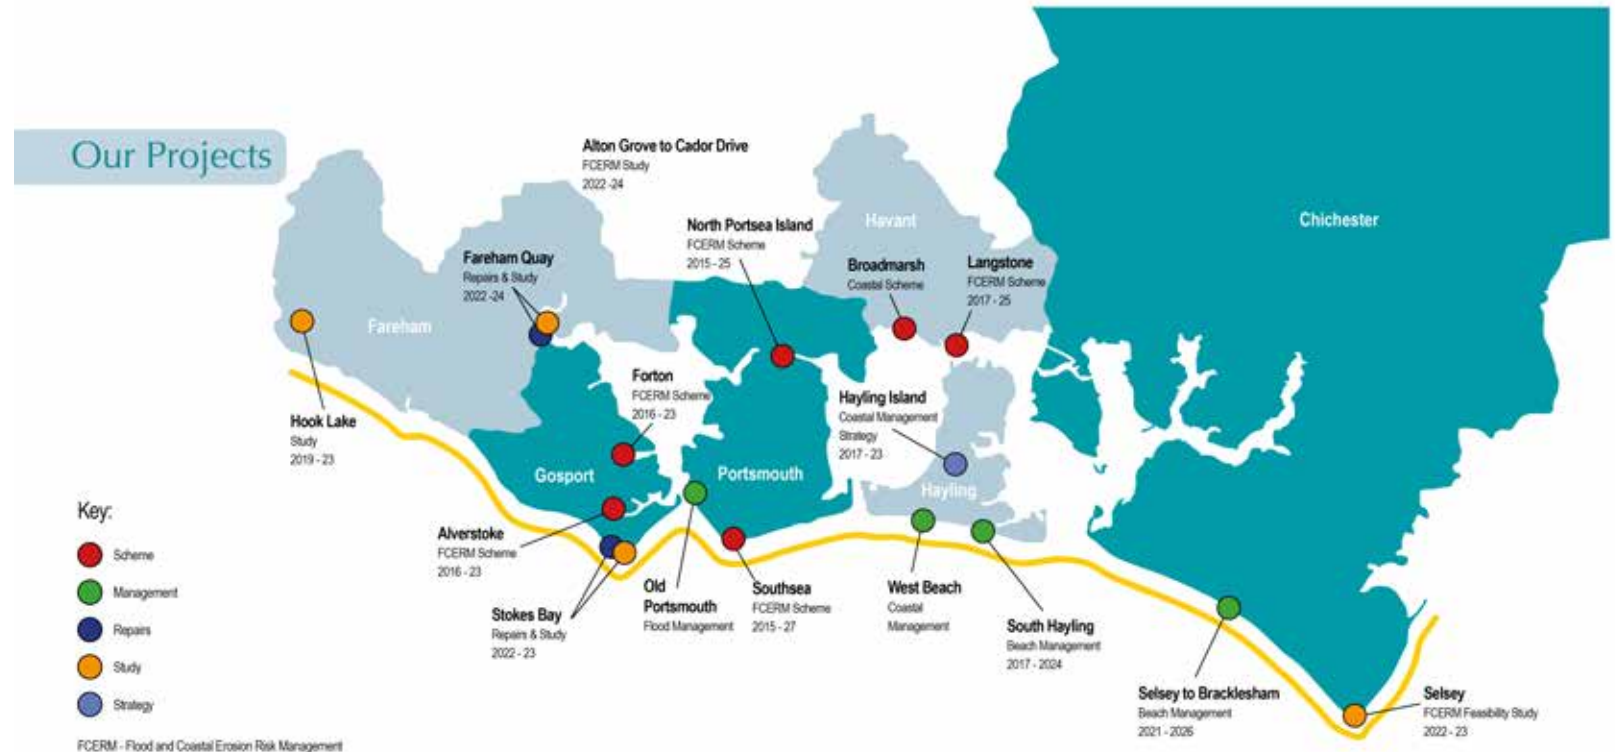 Our Projects
Alton Grove to Cador Drive
FCERM Study
2022 -24
North Portsea Island
FCERM Scheme
2015 - 25
Havant
Chichester
Fareham Quay
Repairs & Study
2022 -24
Broadmarsh
Coastal Scheme
Langstone
FCERM Scheme
2017 - 25
Fareham
Forton
FCERM Scheme
2016 - 23
Hayling Island
Coastal Management
Strategy
2017 - 23
Hook Lake
Study
2019 - 23
Gosport
Portsmouth
Hayling
Alverstoke
FCERM Scheme
2016 - 23
Stokes Bay
Repairs & Study
2022 - 23
Old
Portsmouth
Flood Management
Southsea
FCERM Scheme
2015 - 27
West Beach
Coastal
Management
South Hayling
Beach Management
2017 - 2024
Selsey to Bracklesham
Beach Management
2021 - 2026
Selsey
FCERM Feasibility Study
2022 - 23
Key:
Scheme
Management
Repairs
Study
Strategy
FCERM - Flood and Coastal Erosion Risk Management